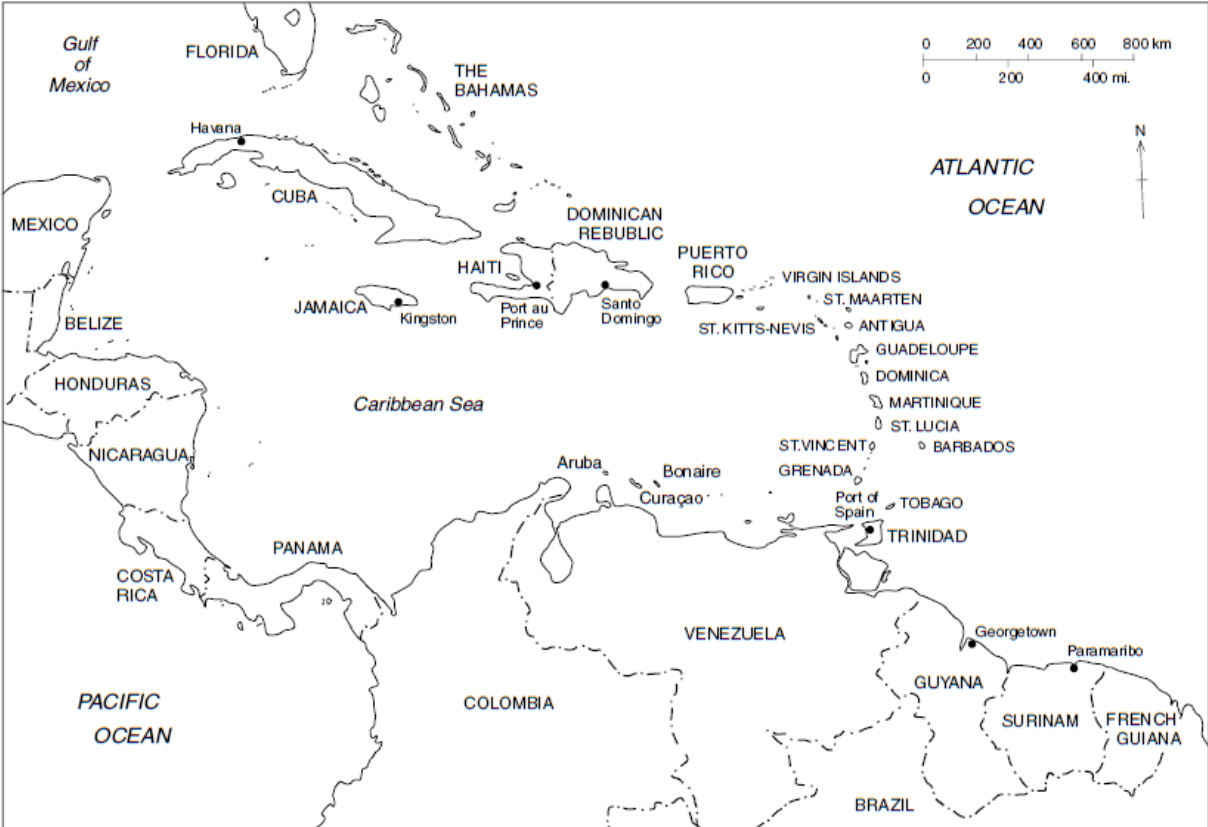 Gulf
of
Mexico
FLORIDA
THE
BAHAMAS
0 200 400 600 800 km
0 200 400 mi.
N
Havana
ATLANTIC
OCEAN
CUBA
MEXICO
DOMINICAN
REBUBLIC
PUERTO
RICO
HAITI
VIRGIN ISLANDS
JAMAICA
Kingston
Port au
Prince
Santo
Domingo
ST. MAARTEN
ST. KITTS-NEVIS
ANTIGUA
BELIZE
GUADELOUPE
HONDURAS
DOMINICA
Caribbean Sea
MARTINIQUE
ST. LUCIA
NICARAGUA
ST.VINCENT
BARBADOS
Aruba
Bonaire
GRENADA
Curaçao
Port of
Spain
TOBAGO
TRINIDAD
PANAMA
COSTA
RICA
VENEZUELA
Georgetown
Paramaribo
GUYANA
PACIFIC
OCEAN
COLOMBIA
SURINAM
FRENCH
GUIANA
BRAZIL